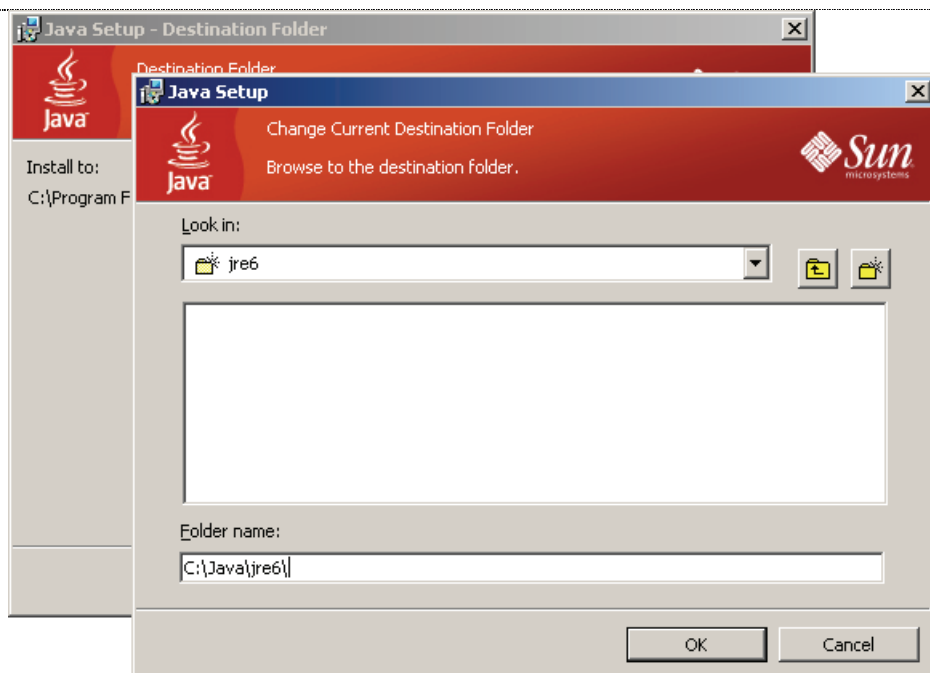 Java Setup - Destination Folder
Destination Folder
Java
Install to:
C:\Program F
Java Setup
Java
Change Current Destination Folder
Browse to the destination folder.
Sun
microsystems
Look in:
jre6
Folder name:
C:\Java\jre6\
OK
Cancel